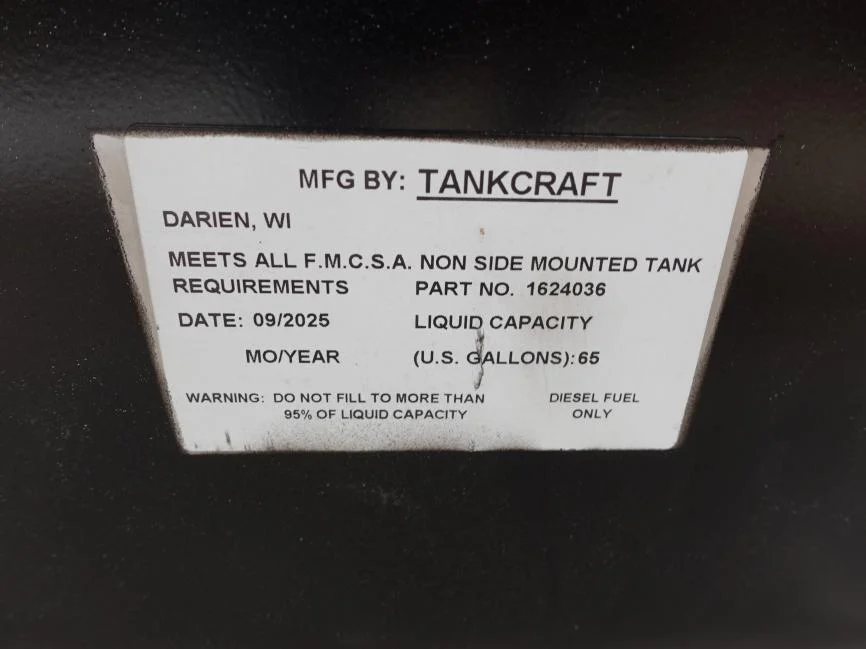 MFG BY: TANKCRAFT
DARIEN, WI
MEETS ALL F.M.C.S.A. NON SIDE MOUNTED TANK
REQUIREMENTS PART NO. 1624036
DATE: 09/2025 LIQUID CAPACITY
MO/YEAR (U.S. GALLONS): 65
WARNING: DO NOT FILL TO MORE THAN DIESEL FUEL
95% OF LIQUID CAPACITY ONLY